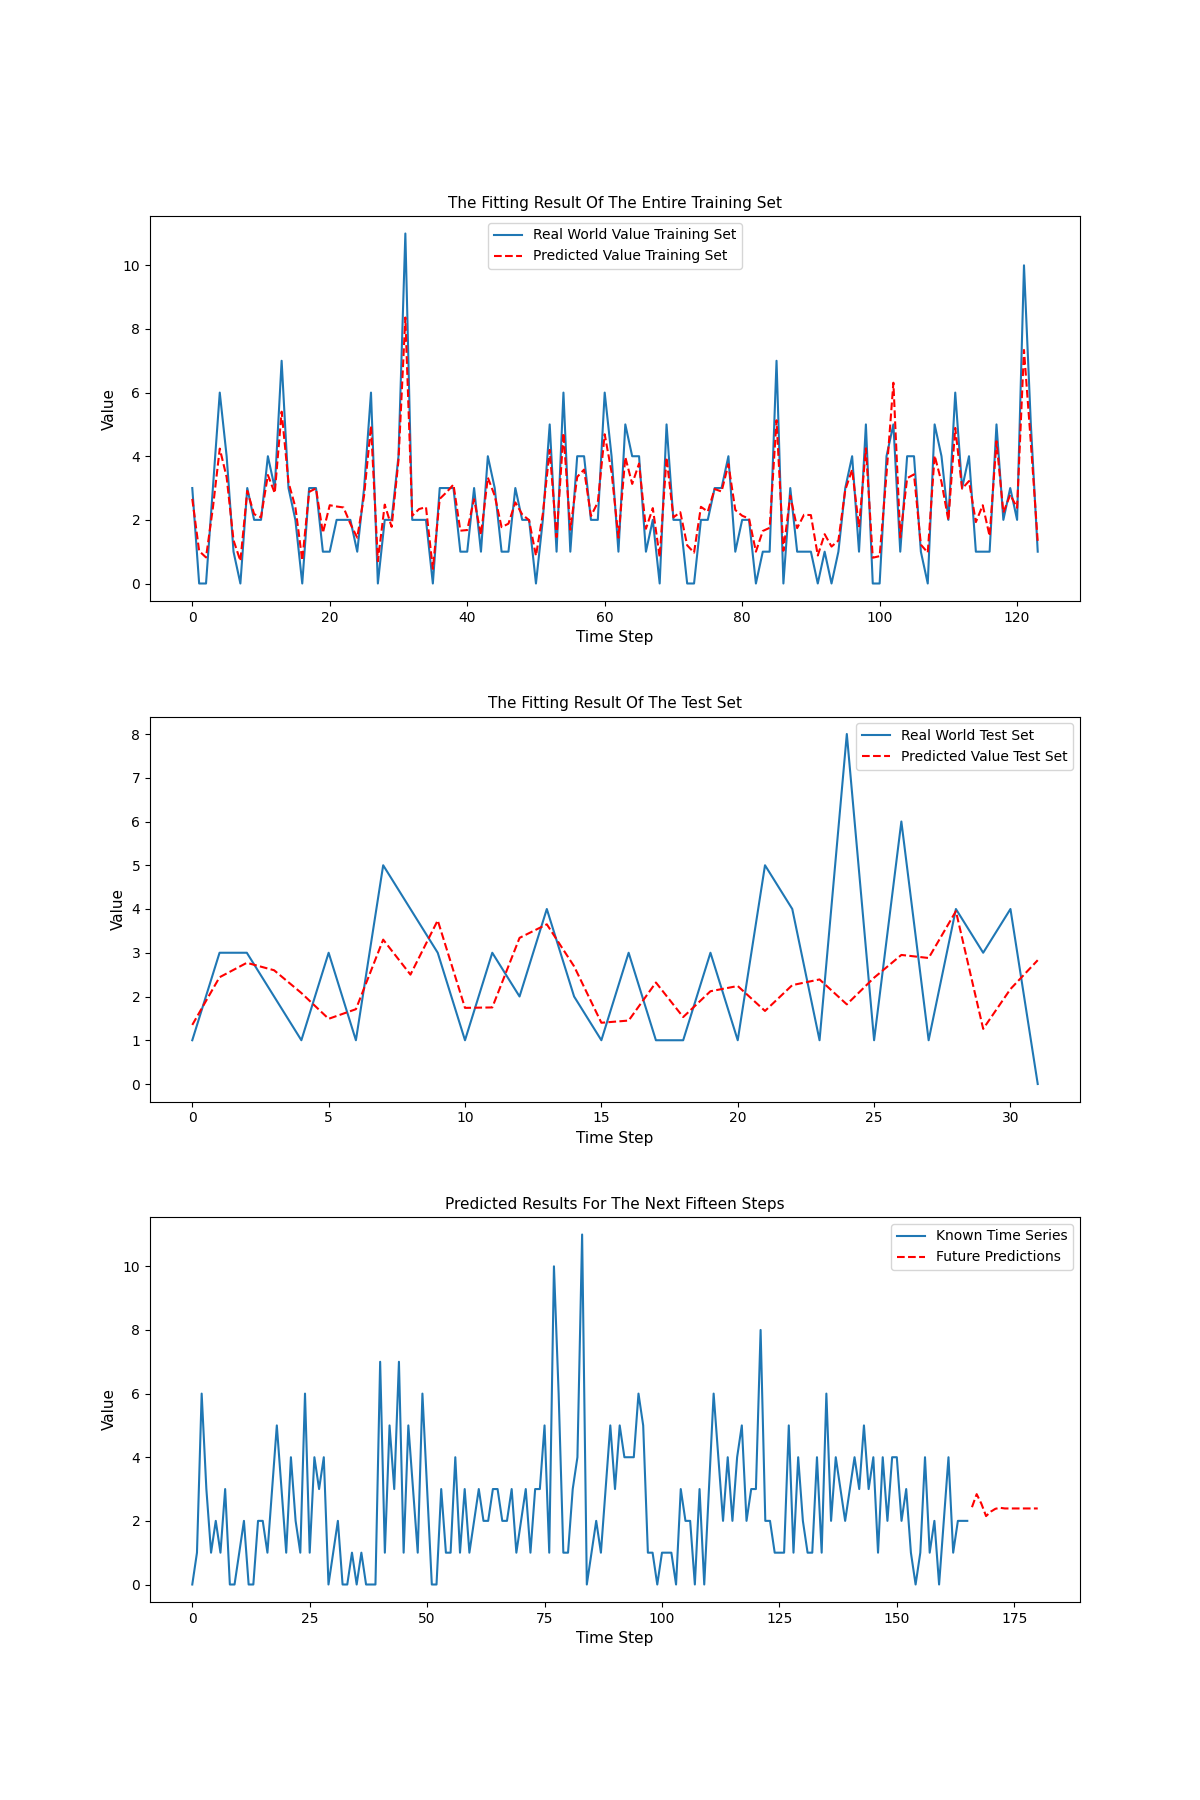 The Fitting Result Of The Entire Training Set
Real World Value Training Set
Predicted Value Training Set
Value
10
8
6
4
2
0
0 20 40 60 80 100 120
Time Step
The Fitting Result Of The Test Set
Real World Test Set
Predicted Value Test Set
Value
8
7
6
5
4
3
2
1
0
0 5 10 15 20 25 30
Time Step
Predicted Results For The Next Fifteen Steps
Known Time Series
Future Predictions
Value
10
8
6
4
2
0
0 25 50 75 100 125 150 175
Time Step